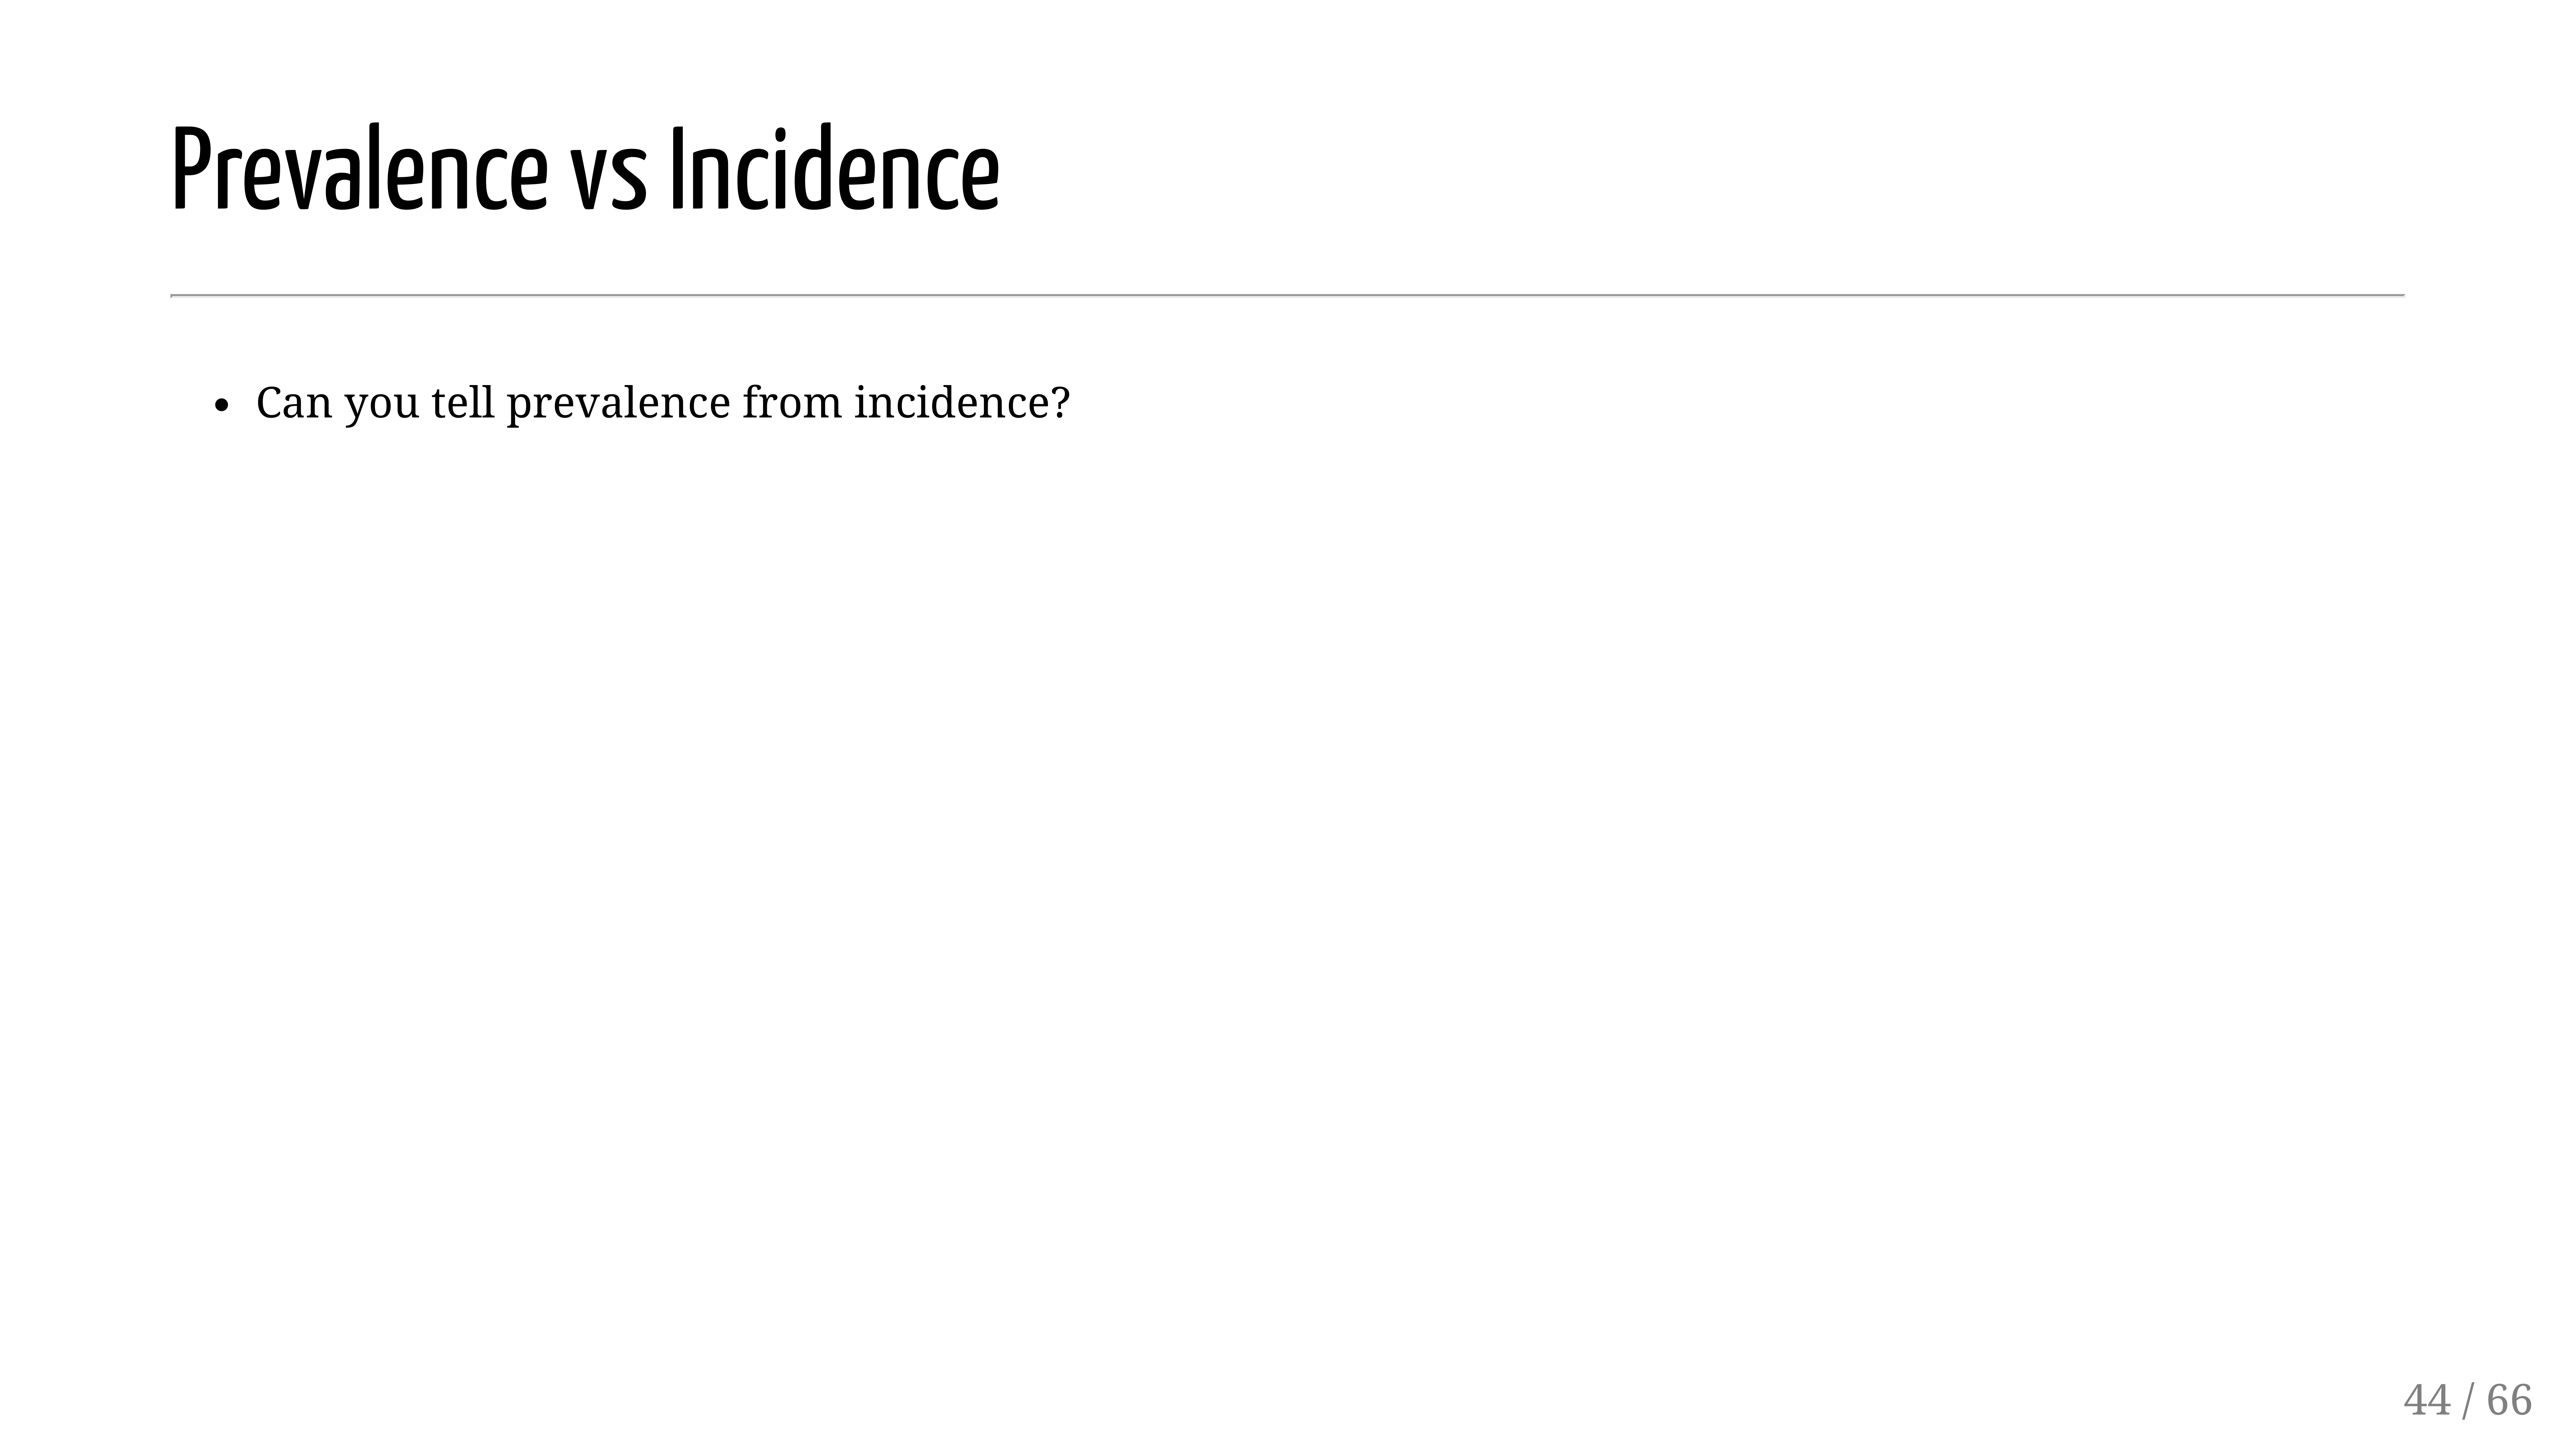 Prevalence vs Incidence
• Can you tell prevalence from incidence?
44 / 66